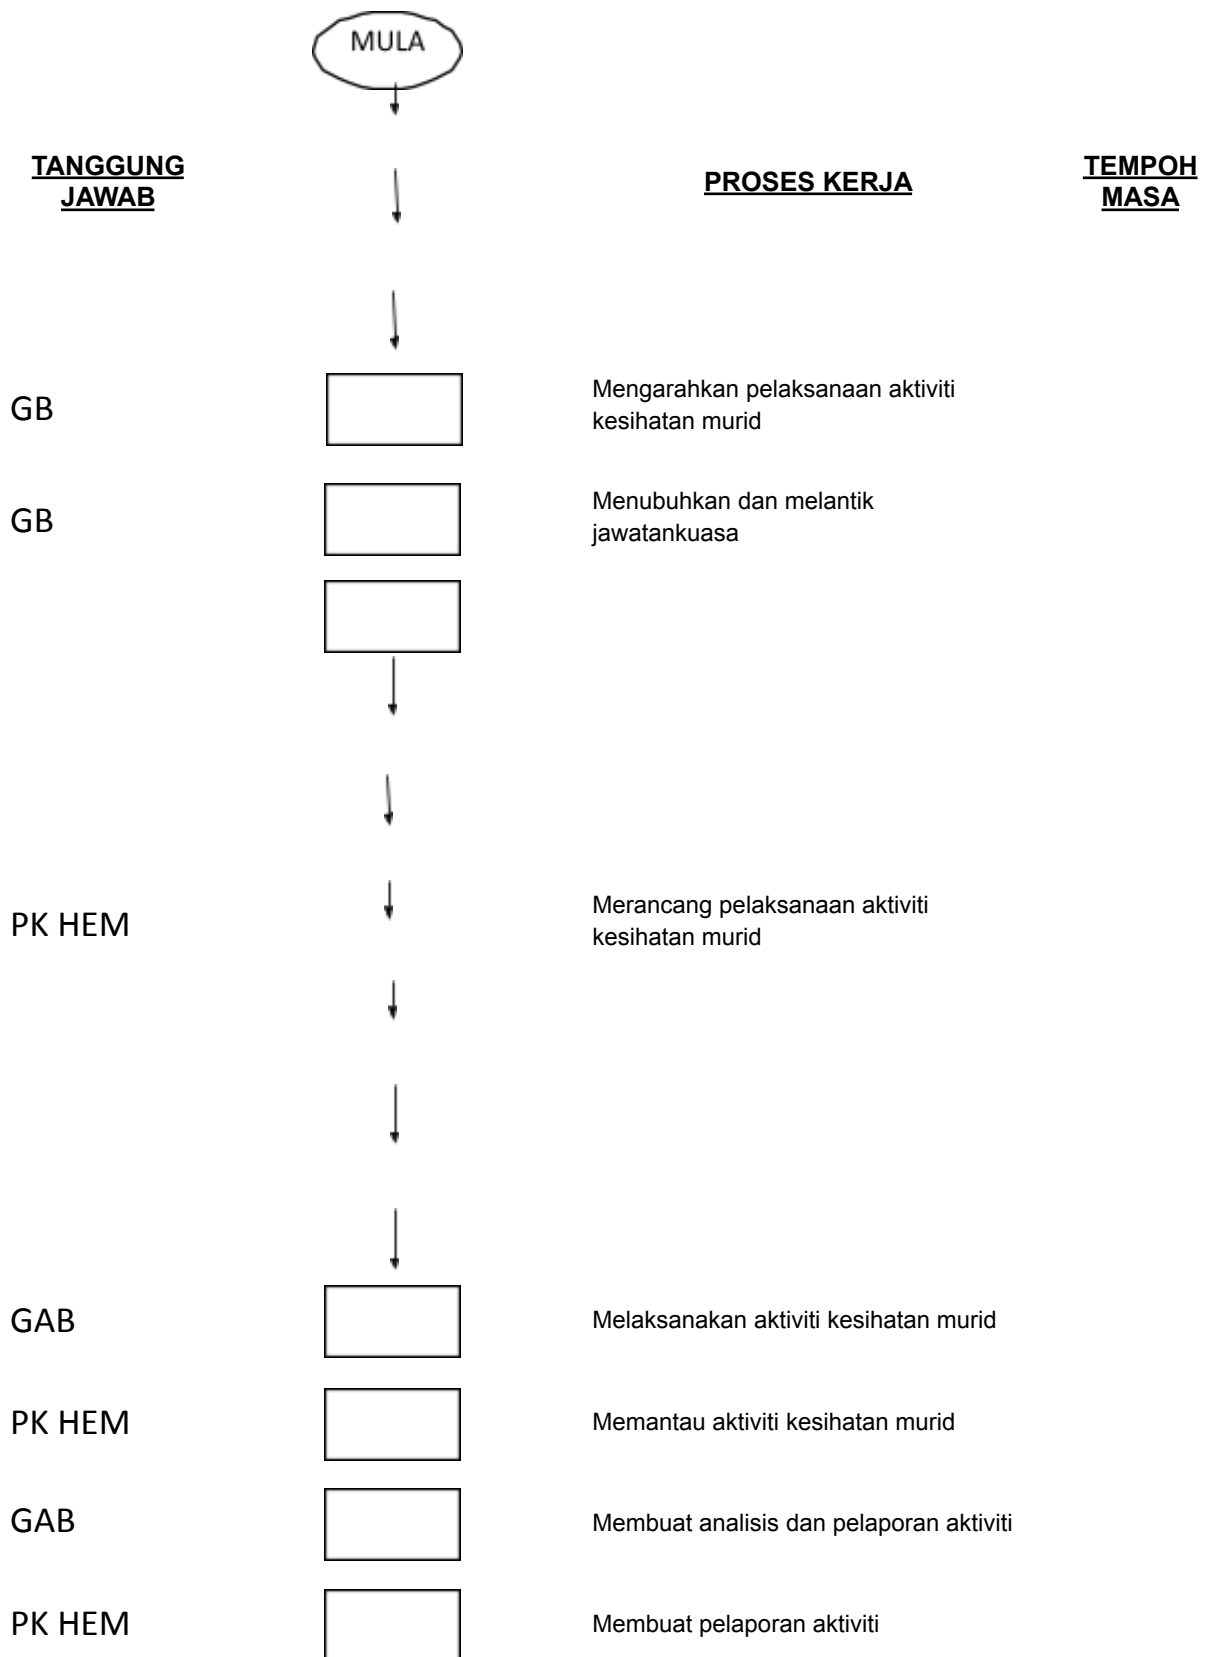 MULA
TANGGUNG
JAWAB
PROSES KERJA
TEMPOH
MASA
GB
Mengarahkan pelaksanaan aktiviti
kesihatan murid
GB
Menubuhkan dan melantik
jawatankuasa
PK HEM
Merancang pelaksanaan aktiviti
kesihatan murid
GAB
Melaksanakan aktiviti kesihatan murid
PK HEM
Memantau aktiviti kesihatan murid
GAB
Membuat analisis dan pelaporan aktiviti
PK HEM
Membuat pelaporan aktiviti